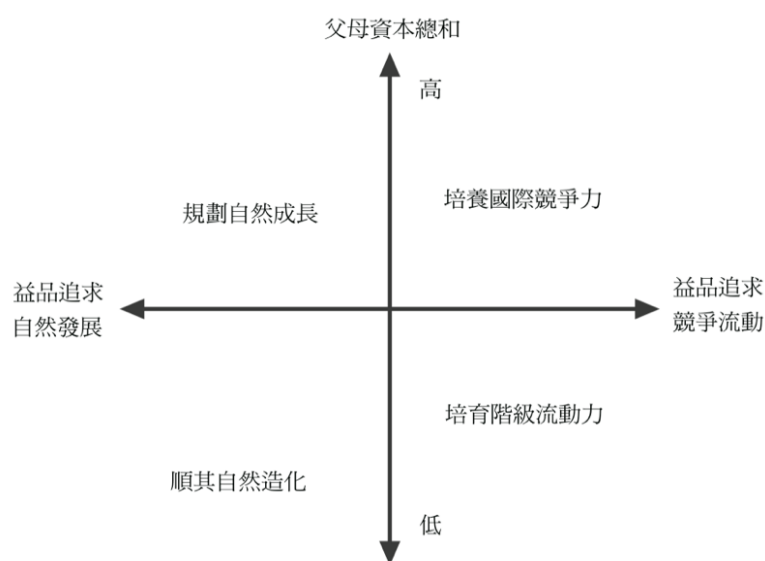 父母資本總和
高
培養國際競爭力
規劃自然成長
益品追求
自然發展
益品追求
競爭流動
培育階級流動力
順其自然造化
低